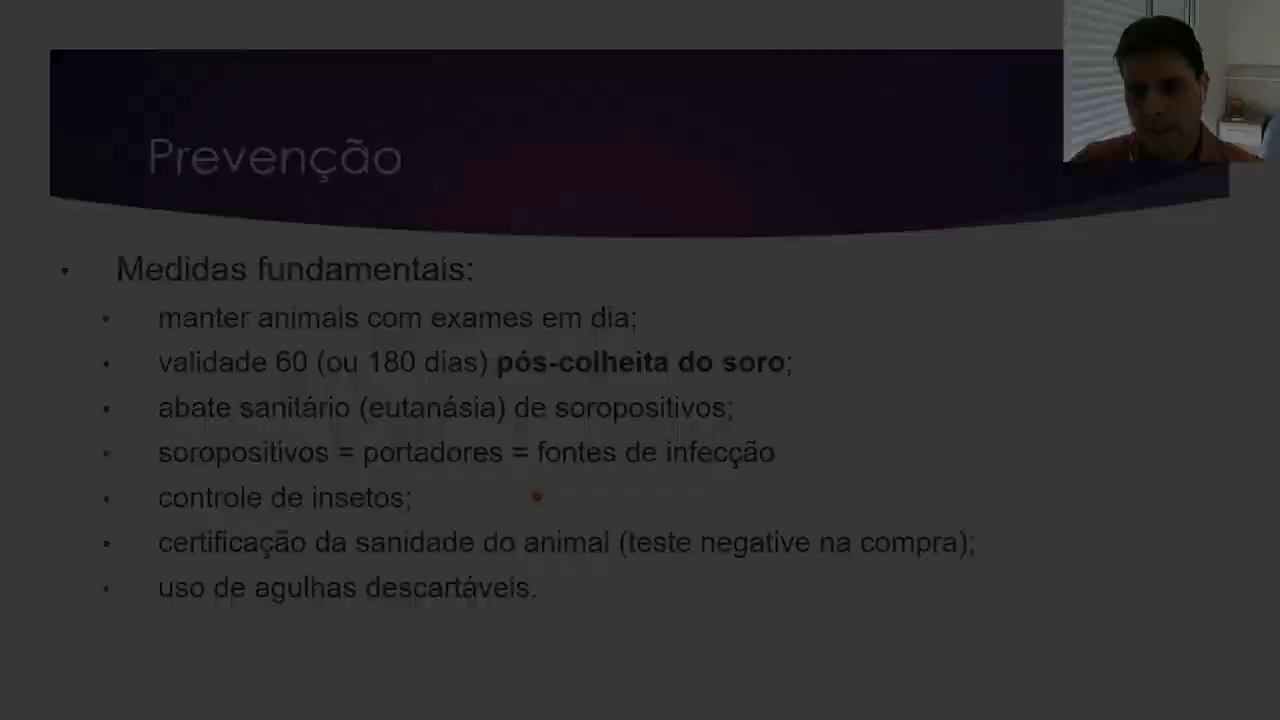 Prevenção
• Medidas fundamentais:
• manter animais com exames em dia;
• validade 60 (ou 180 dias) pós-colheita do soro;
• abate sanitário (eutanásia) de soropositivos;
• soropositivos = portadores = fontes de infecção
• controle de insetos;
• certificação da sanidade do animal (teste negative na compra);
• uso de agulhas descartáveis.